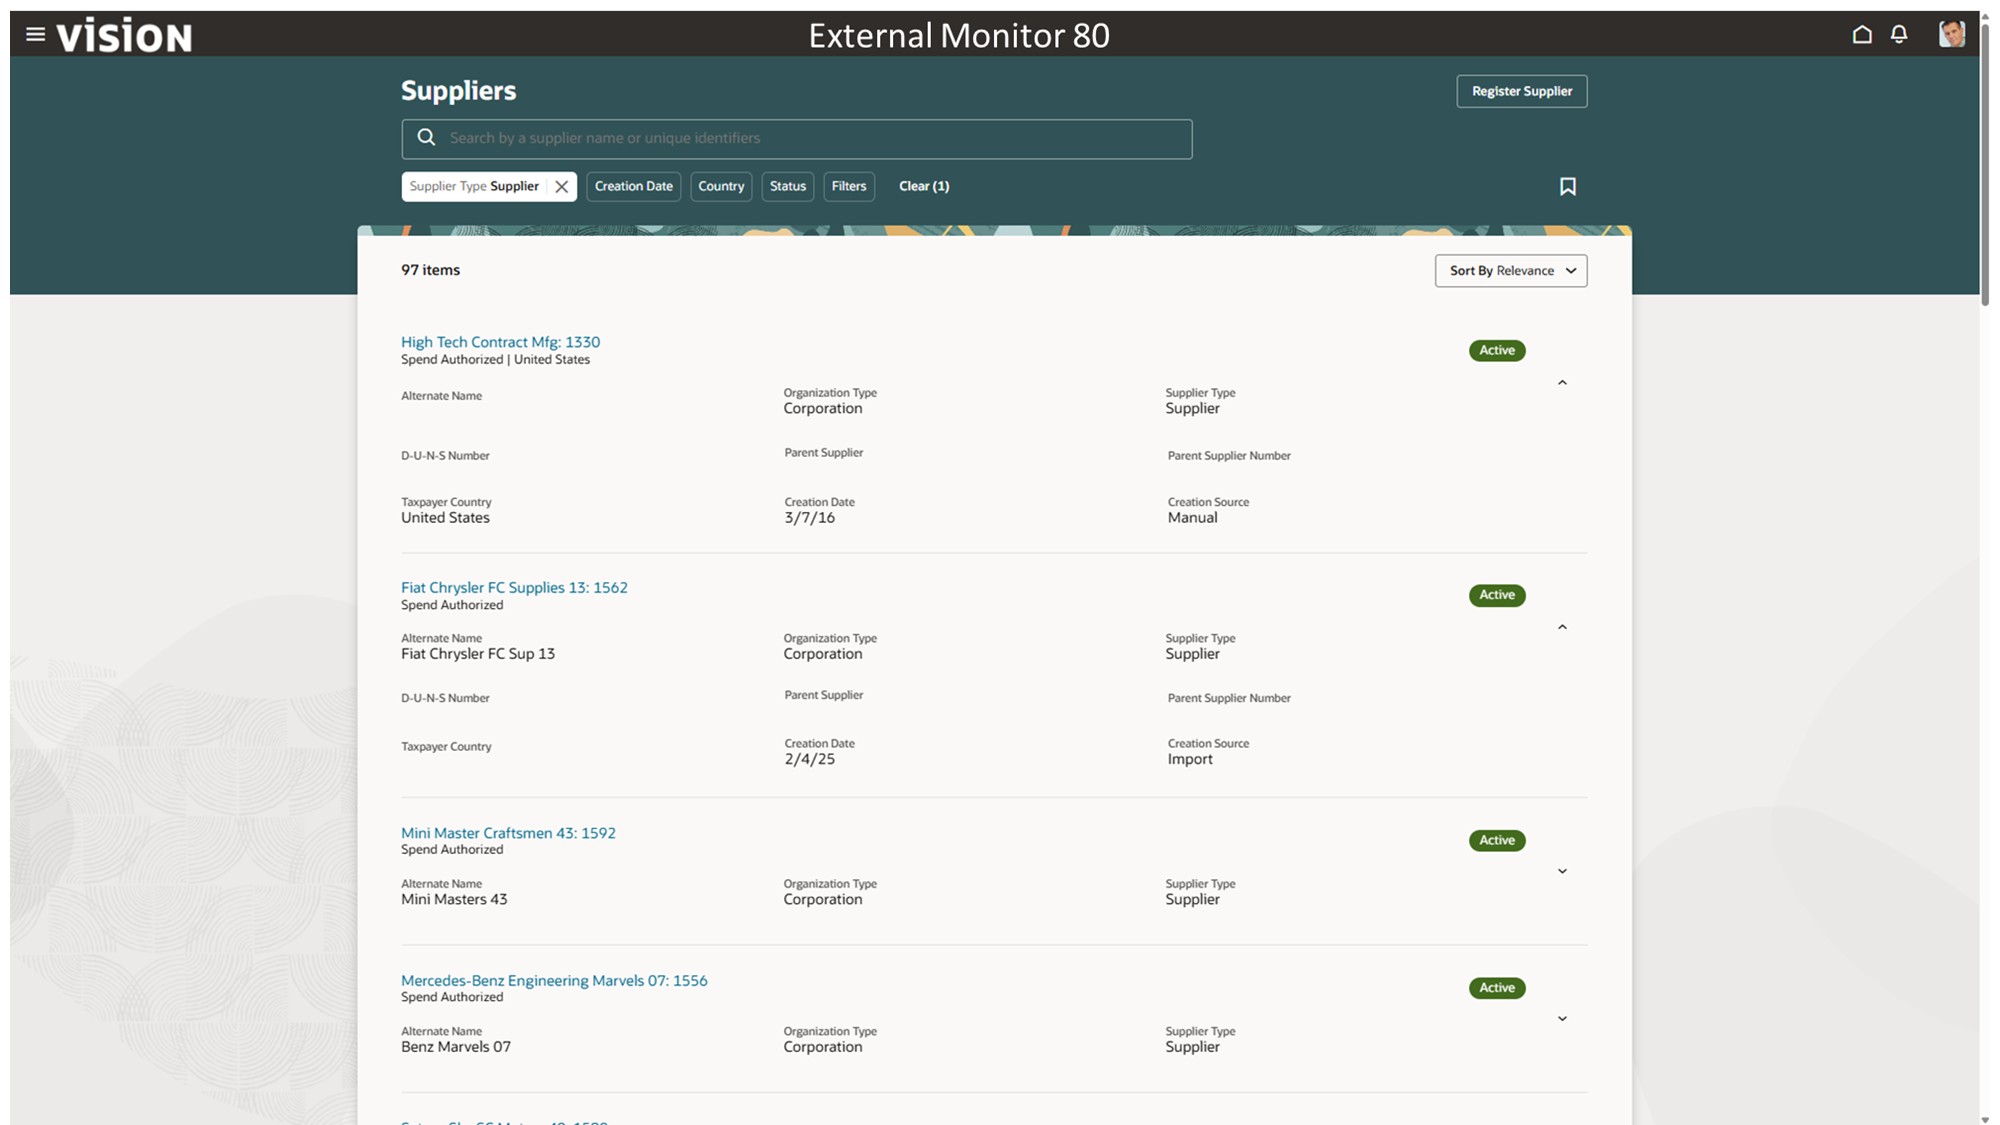 vision
External Monitor 80
Suppliers
Register Supplier
Search by a supplier name or unique identifiers
Supplier Type Supplier
Creation Date
Country
Status
Filters
Clear (1)
97 items
Sort By Relevance
High Tech Contract Mfg: 1330
Spend Authorized | United States
Active
Alternate Name
Organization Type
Corporation
Supplier Type
Supplier
D-U-N-S Number
Parent Supplier
Parent Supplier Number
Taxpayer Country
United States
Creation Date
3/7/16
Creation Source
Manual
Fiat Chrysler FC Supplies 13: 1562
Spend Authorized
Active
Alternate Name
Fiat Chrysler FC Sup 13
Organization Type
Corporation
Supplier Type
Supplier
D-U-N-S Number
Parent Supplier
Parent Supplier Number
Taxpayer Country
Creation Date
2/4/25
Creation Source
Import
Mini Master Craftsmen 43: 1592
Spend Authorized
Active
Alternate Name
Mini Masters 43
Organization Type
Corporation
Supplier Type
Supplier
Mercedes-Benz Engineering Marvels 07: 1556
Spend Authorized
Active
Alternate Name
Benz Marvels 07
Organization Type
Corporation
Supplier Type
Supplier